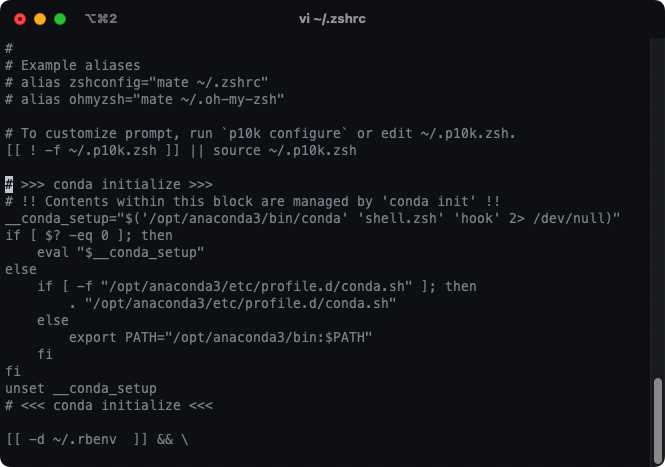 ⌥⌘2 vi ~/.zshrc
#
# Example aliases
# alias zshconfig="mate ~/.zshrc"
# alias ohmyzsh="mate ~/.oh-my-zsh"

# To customize prompt, run `p10k configure` or edit ~/.p10k.zsh.
[[ ! -f ~/.p10k.zsh ]] || source ~/.p10k.zsh

# >>> conda initialize >>>
# !! Contents within this block are managed by 'conda init' !!
__conda_setup="$('/opt/anaconda3/bin/conda' 'shell.zsh' 'hook' 2> /dev/null)"
if [ $? -eq 0 ]; then
    eval "$__conda_setup"
else
    if [ -f "/opt/anaconda3/etc/profile.d/conda.sh" ]; then
        . "/opt/anaconda3/etc/profile.d/conda.sh"
    else
        export PATH="/opt/anaconda3/bin:$PATH"
    fi
fi
unset __conda_setup
# <<< conda initialize <<<

[[ -d ~/.rbenv  ]] && \